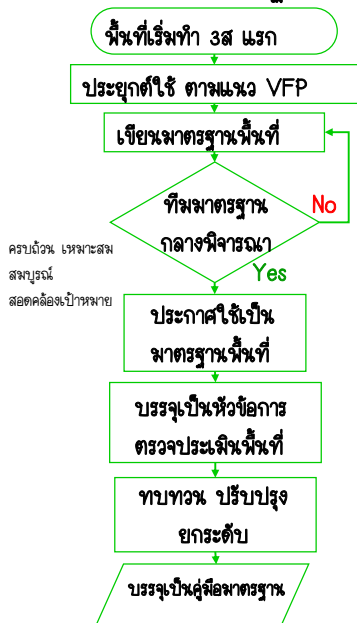 พื้นที่เริ่มทำ 3ส แรก
ประยุกต์ใช้ ตามแนว VFP
เขียนมาตรฐานพื้นที่
ทีมมาตรฐาน
กลางพิจารณา
No
ครบถ้วน เหมาะสม
สมบูรณ์
สอดคล้องเป้าหมาย
Yes
ประกาศใช้เป็น
มาตรฐานพื้นที่
บรรจุเป็นหัวข้อการ
ตรวจประเมินพื้นที่
ทบทวน ปรับปรุง
ยกระดับ
บรรจุเป็นคู่มือมาตรฐาน